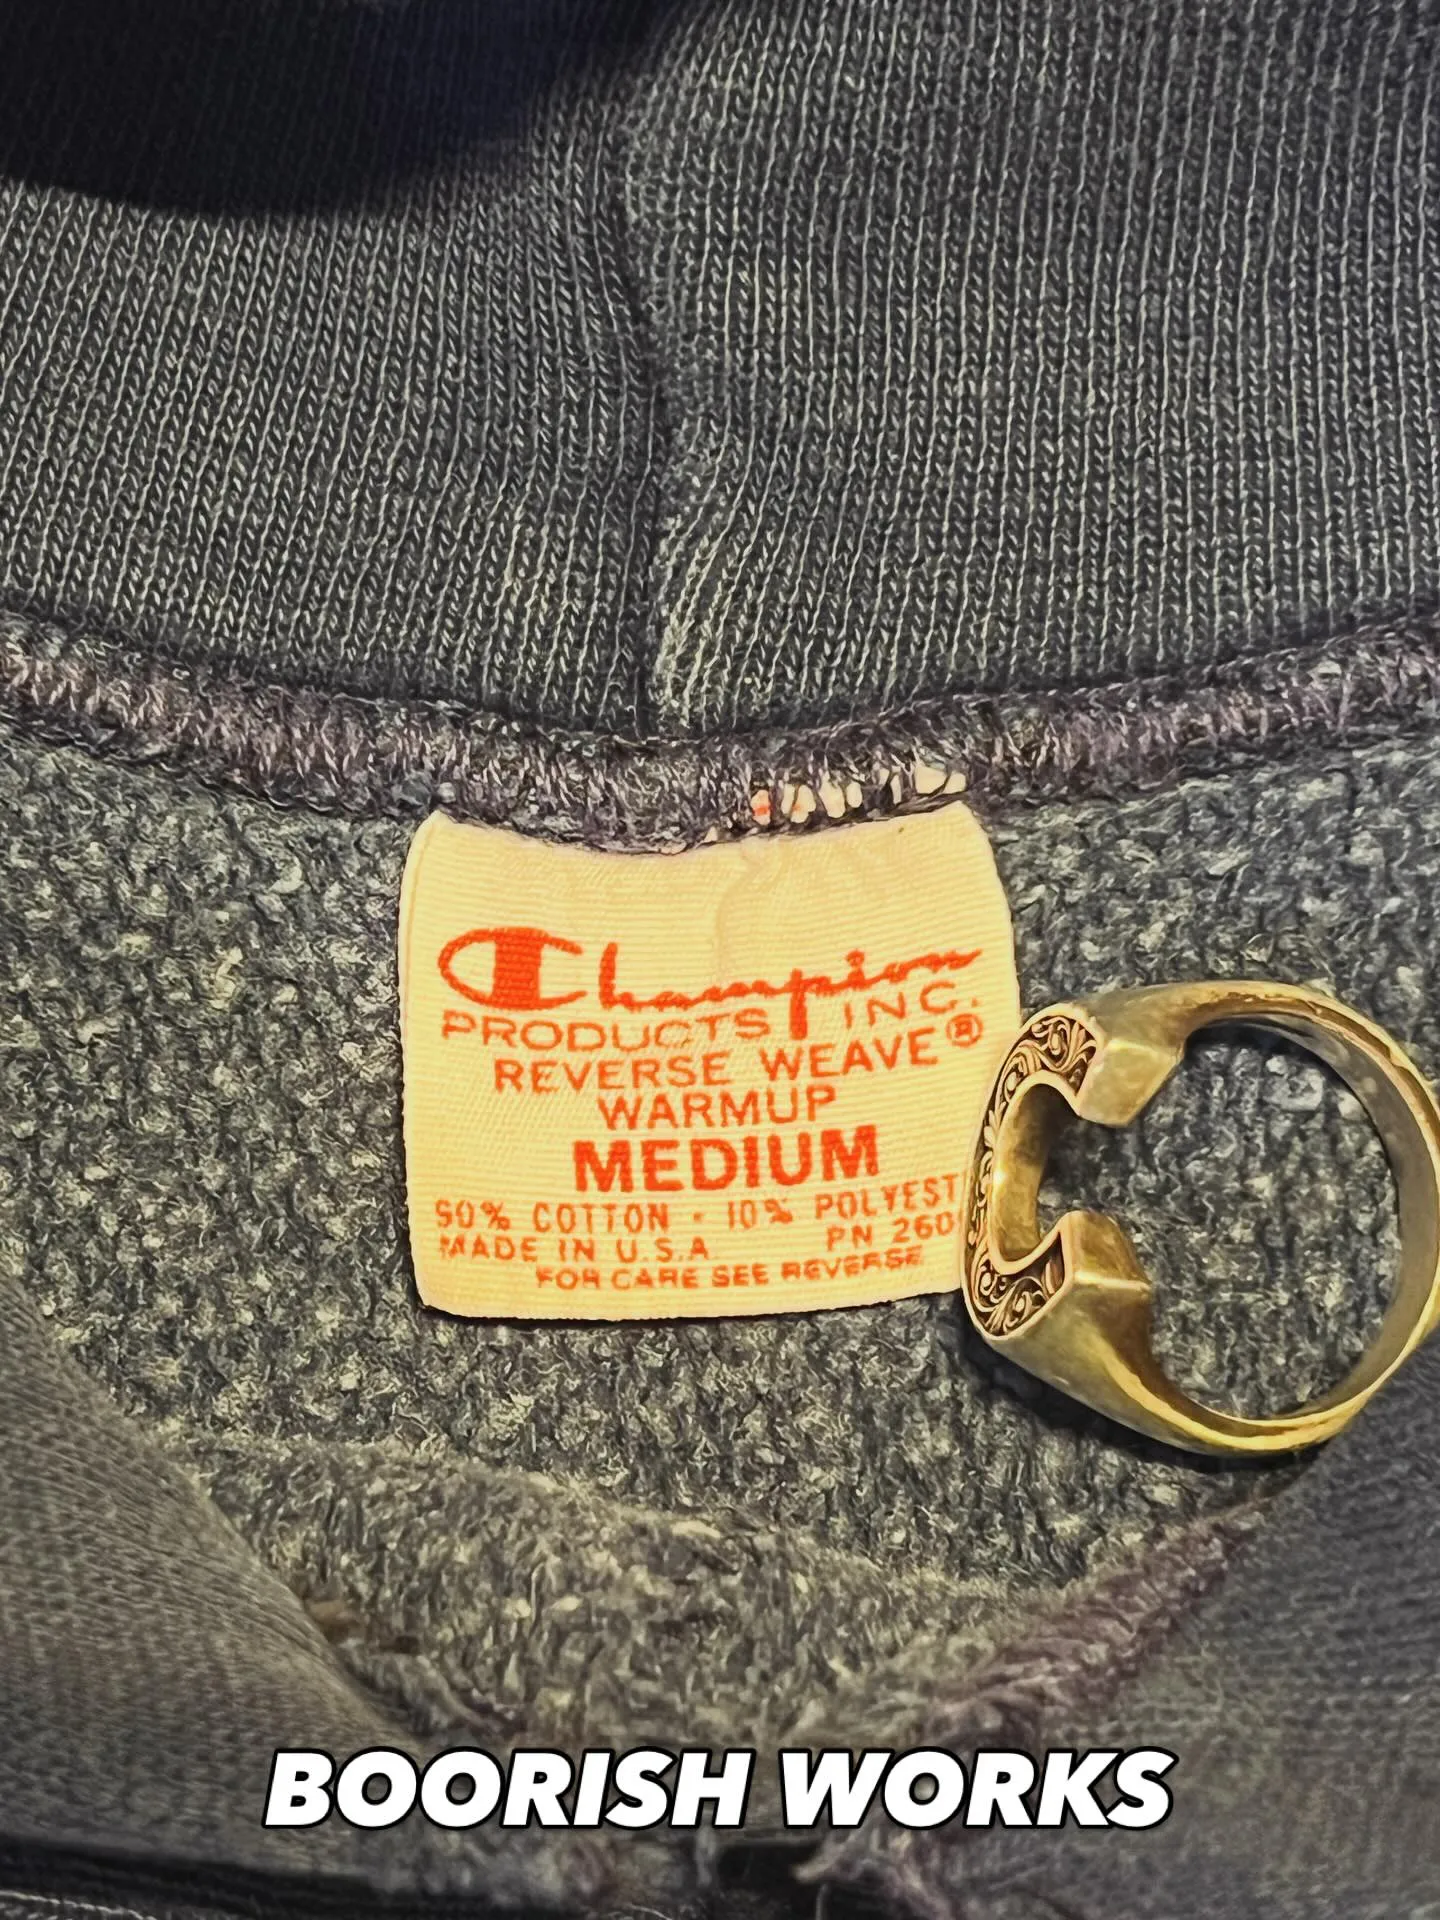 Champion
PRODUCTS INC.
REVERSE WEAVE®
WARMUP
MEDIUM
90% COTTON - 10% POLYEST
MADE IN U.S.A. PN 260
FOR CARE SEE REVERSE
BOORISH WORKS